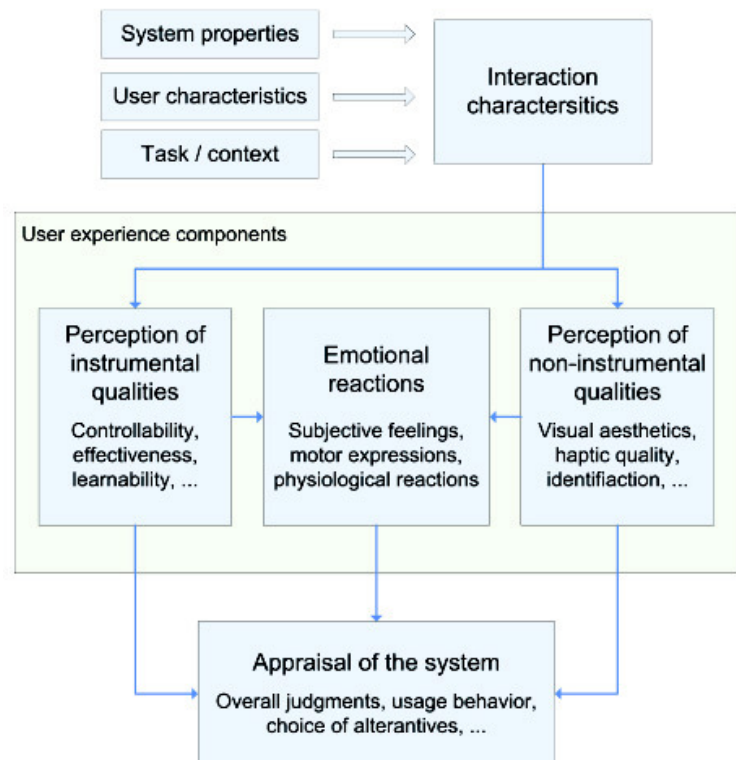 System properties
User characteristics
Task / context
Interaction
charactersitics
User experience components
Perception of
instrumental
qualities
Controllability,
effectiveness,
learnability, ...
Emotional
reactions
Subjective feelings,
motor expressions,
physiological reactions
Perception of
non-instrumental
qualities
Visual aesthetics,
haptic quality,
identifiaction, ...
Appraisal of the system
Overall judgments, usage behavior,
choice of alterantives, ...